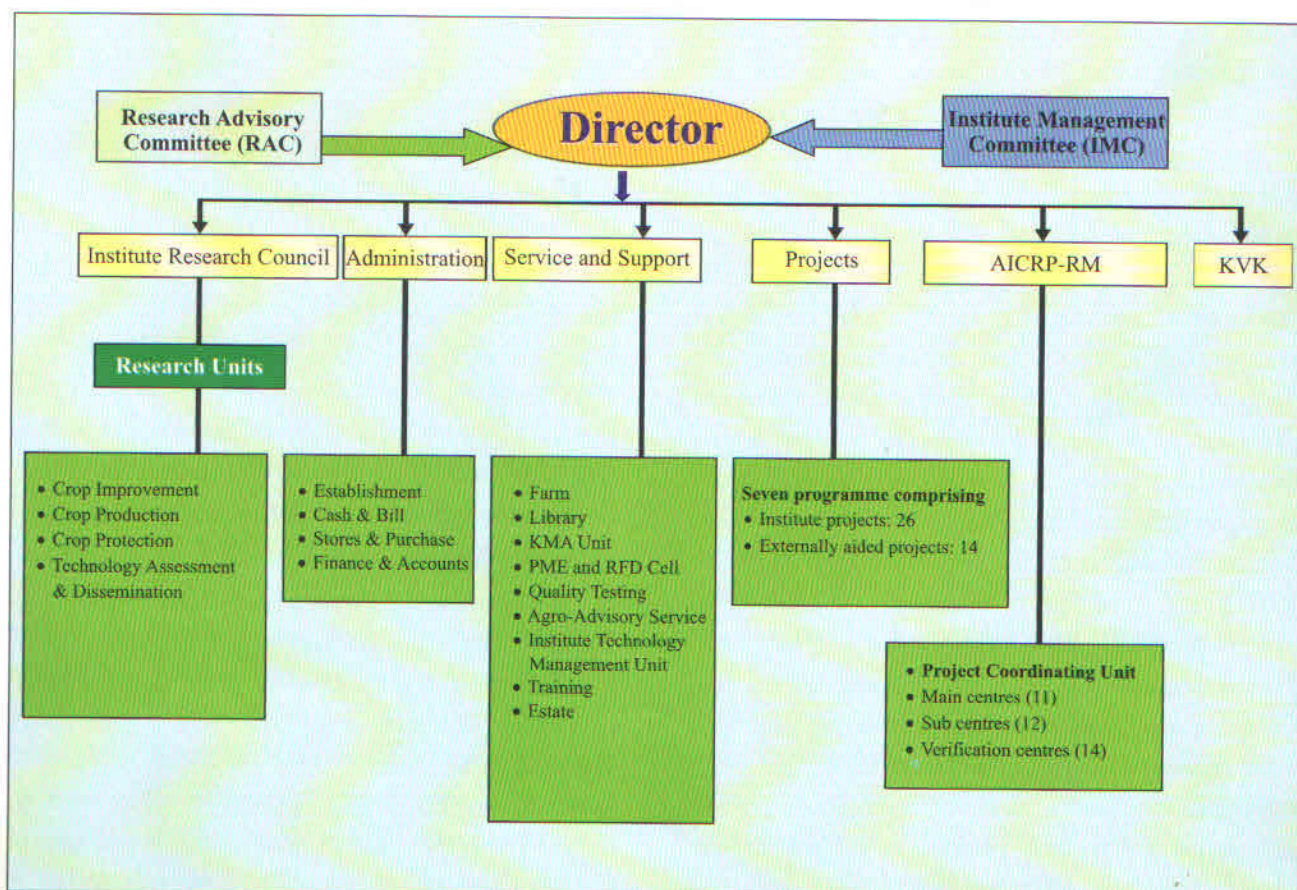 Research Advisory
Committee (RAC)
Director
Institute Management
Committee (IMC)
Institute Research Council
Administration
Service and Support
Projects
AICRP-RM
KVK
Research Units
• Crop Improvement
• Crop Production
• Crop Protection
• Technology Assessment
& Dissemination
• Establishment
• Cash & Bill
• Stores & Purchase
• Finance & Accounts
• Farm
• Library
• KMA Unit
• PME and RFD Cell
• Quality Testing
• Agro-Advisory Service
• Institute Technology
Management Unit
• Training
• Estate
Seven programme comprising
• Institute projects: 26
• Externally aided projects: 14
• Project Coordinating Unit
• Main centres (11)
• Sub centres (12)
• Verification centres (14)